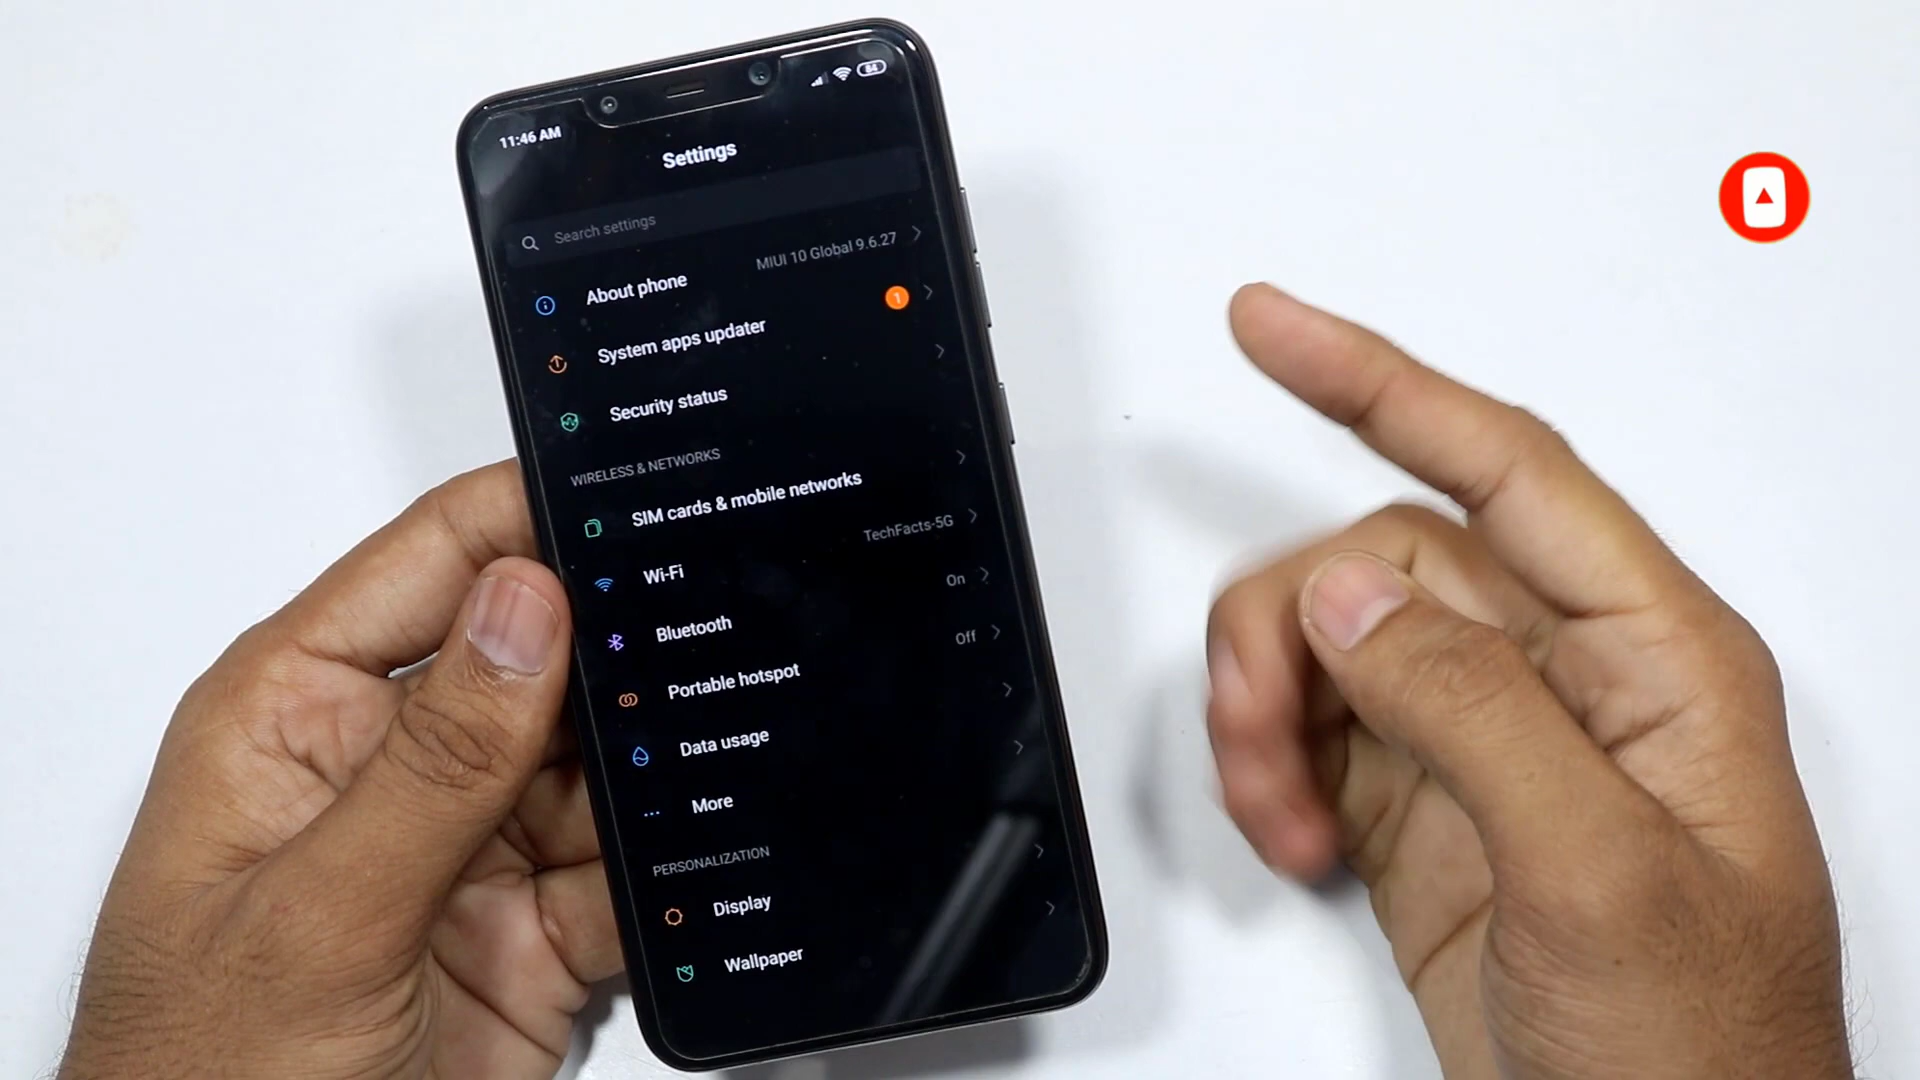 11:46 AM
84
Settings
Search settings
About phone MIUI 10 Global 9.6.27
System apps updater 1
Security status
WIRELESS & NETWORKS
SIM cards & mobile networks
Wi-Fi TechFacts-5G
Bluetooth On
Portable hotspot Off
Data usage
More
PERSONALIZATION
Display
Wallpaper